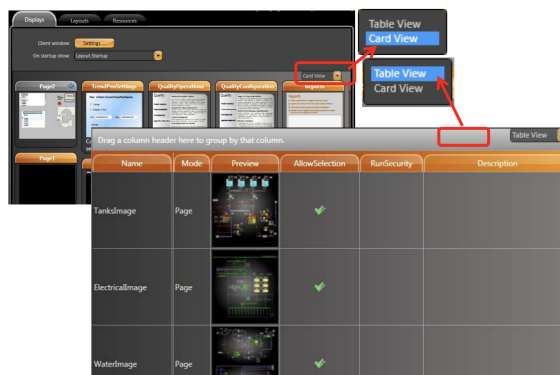 Displays Layouts Resources
Client window: Settings ...
On startup show: Layout.Startup
Card View
Table View
Card View
Table View
Card View
Page2 TrendPenSettings QualityOperations QualityConfiguration Reports
Quality Quality
Page1
Drag a column header here to group by that column.
Table View
Name Mode Preview AllowSelection RunSecurity Description
TanksImage Page
ElectricalImage Page
WaterImage Page